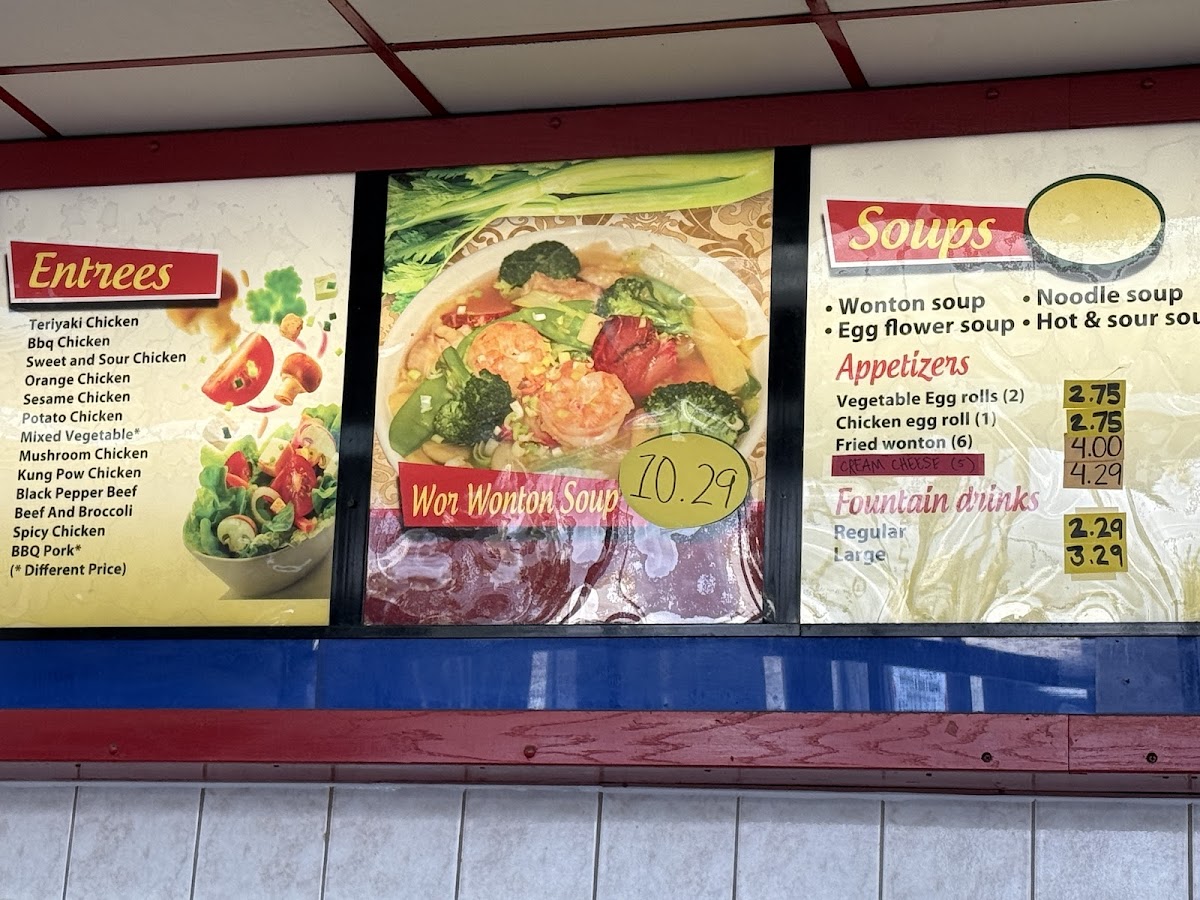 Entrees
Teriyaki Chicken
Bbq Chicken
Sweet and Sour Chicken
Orange Chicken
Sesame Chicken
Potato Chicken
Mixed Vegetable*
Mushroom Chicken
Kung Pow Chicken
Black Pepper Beef
Beef And Broccoli
Spicy Chicken
BBQ Pork*
(* Different Price)
Wor Wonton Soup 10.29
Soups
• Wonton soup • Noodle soup
• Egg flower soup • Hot & sour sou
Appetizers
Vegetable Egg rolls (2) 2.75
Chicken egg roll (1) 2.75
Fried wonton (6) 4.00
CREAM CHEESE (5) 4.29
Fountain drinks
Regular 2.29
Large 3.29